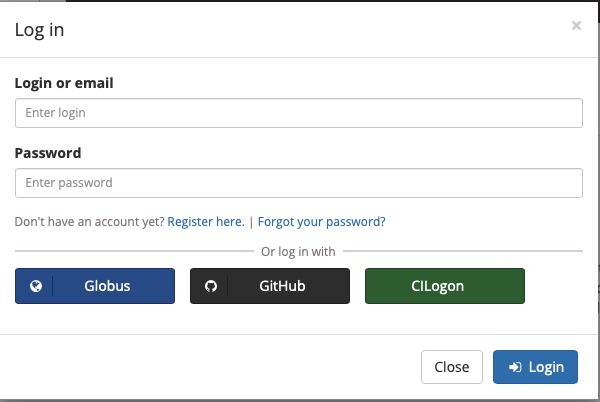 Log in
×
Login or email
Enter login
Password
Enter password
Don't have an account yet? Register here. | Forgot your password?
Or log in with
Globus GitHub CILogon
Close Login